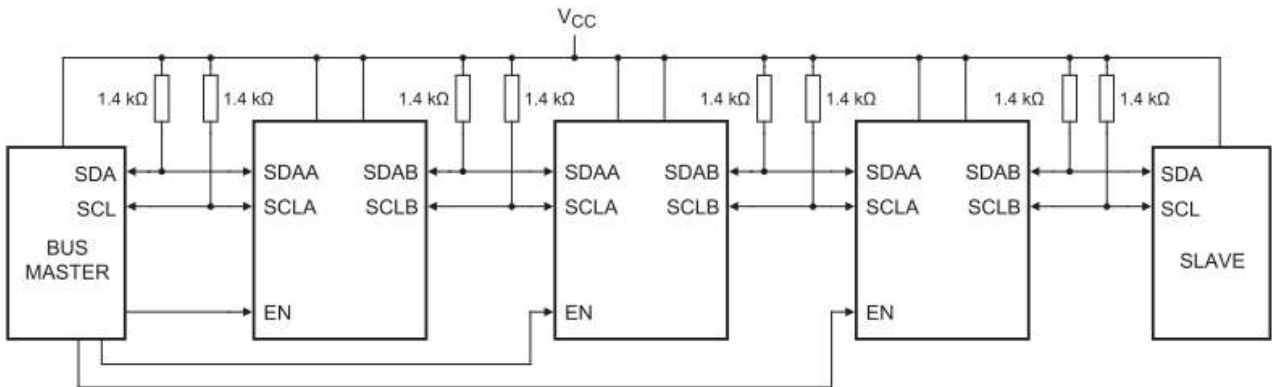 VCC
1.4 kΩ 1.4 kΩ 1.4 kΩ 1.4 kΩ 1.4 kΩ 1.4 kΩ 1.4 kΩ 1.4 kΩ
SDA SDAA SDAB SDAA SDAB SDAA SDAB SDA
SCL SCLA SCLB SCLA SCLB SCLA SCLB SCL
BUS
MASTER
SLAVE
EN EN EN